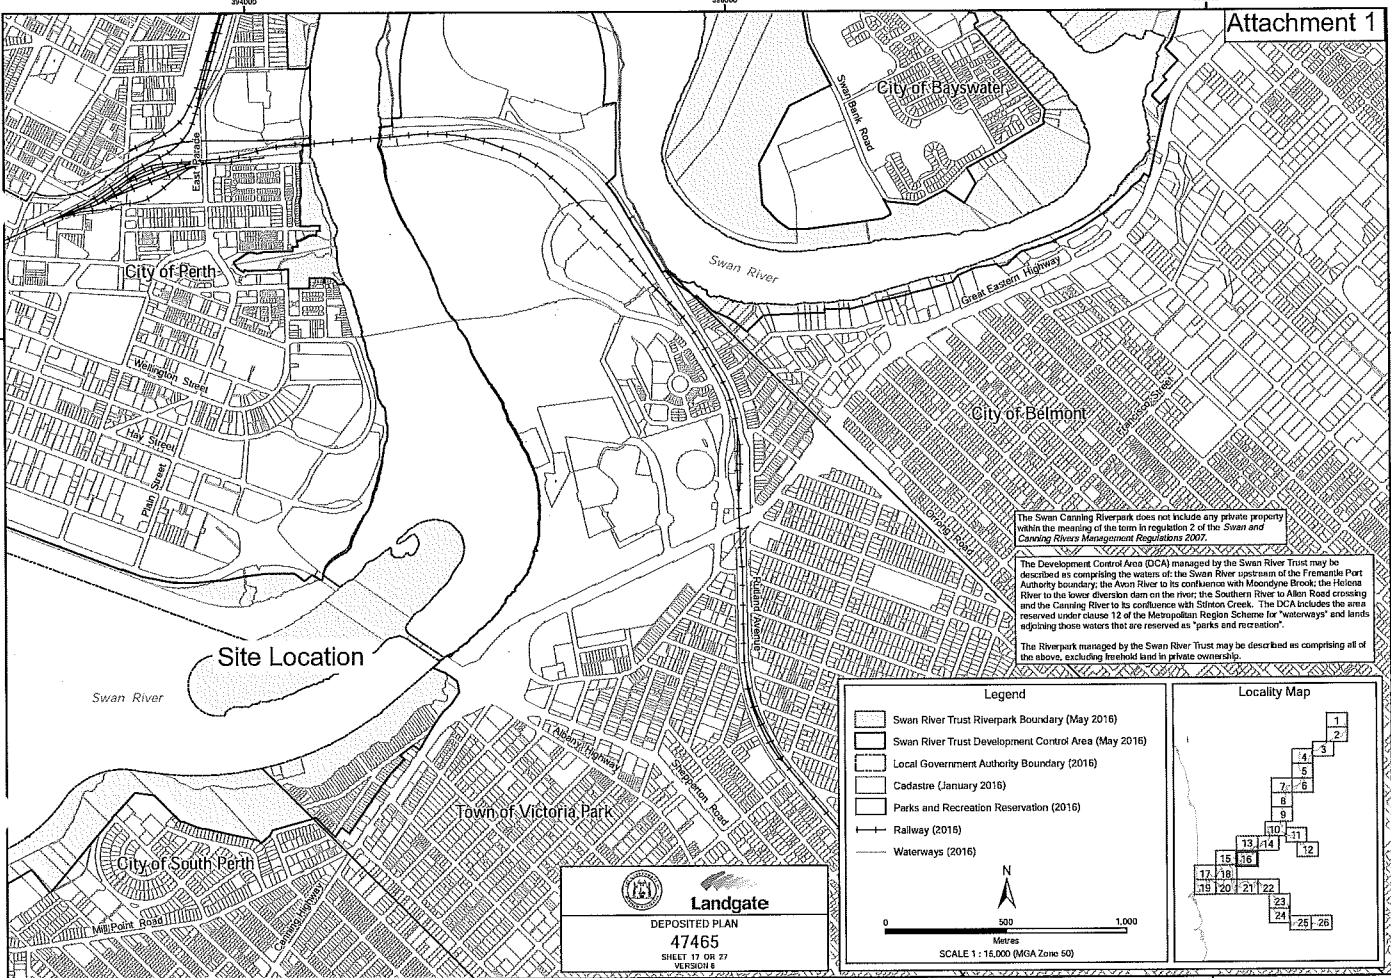 394000
Attachment 1
City of Bayswater
Swan Bank Road
East Parade
City of Perth
Swan River
Great Eastern Highway
Wellington Street
Hay Street
Plain Street
City of Belmont
Orrong Road
The Swan Canning Riverpark does not include any private property
within the meaning of the term in regulation 2 of the Swan and
Canning Rivers Management Regulations 2007.
The Development Control Area (DCA) managed by the Swan River Trust may be
described as comprising the waters of: the Swan River upstream of the Fremantle Port
Authority boundary; the Avon River to its confluence with Moondyne Brook; the Helena
River to the lower diversion dam on the river; the Southern River to Allen Road crossing
and the Canning River to its confluence with Stinton Creek. The DCA includes the area
reserved under clause 12 of the Metropolitan Region Scheme for "waterways" and lands
adjoining those waters that are reserved as "parks and recreation".
The Riverpark managed by the Swan River Trust may be described as comprising all of
the above, excluding freehold land in private ownership.
Rutland Avenue
Site Location
Swan River
Albany Highway
Shepperton Road
Town of Victoria Park
City of South Perth
Mill Point Road
Canning Highway
Legend
Swan River Trust Riverpark Boundary (May 2016)
Swan River Trust Development Control Area (May 2016)
Local Government Authority Boundary (2016)
Cadastre (January 2016)
Parks and Recreation Reservation (2016)
Railway (2015)
Waterways (2016)
N
0 500 1,000
Metres
SCALE 1 : 15,000 (MGA Zone 50)
Locality Map
1
2
3
4
5
7 6
8
9
10
11
13 14
12
15 16
17 18
19 20 21 22
23
24
25 26
Landgate
DEPOSITED PLAN
47465
SHEET 17 OR 27
VERSION 6